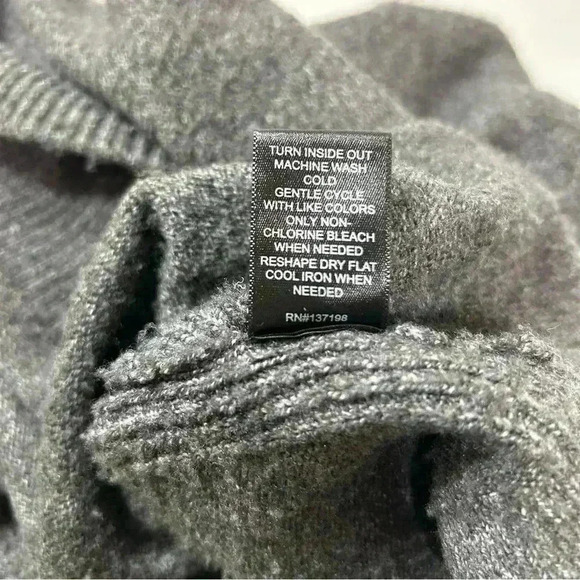 TURN INSIDE OUT
MACHINE WASH
COLD
GENTLE CYCLE
WITH LIKE COLORS
ONLY NON-
CHLORINE BLEACH
WHEN NEEDED
RESHAPE DRY FLAT
COOL IRON WHEN
NEEDED
RN#137198